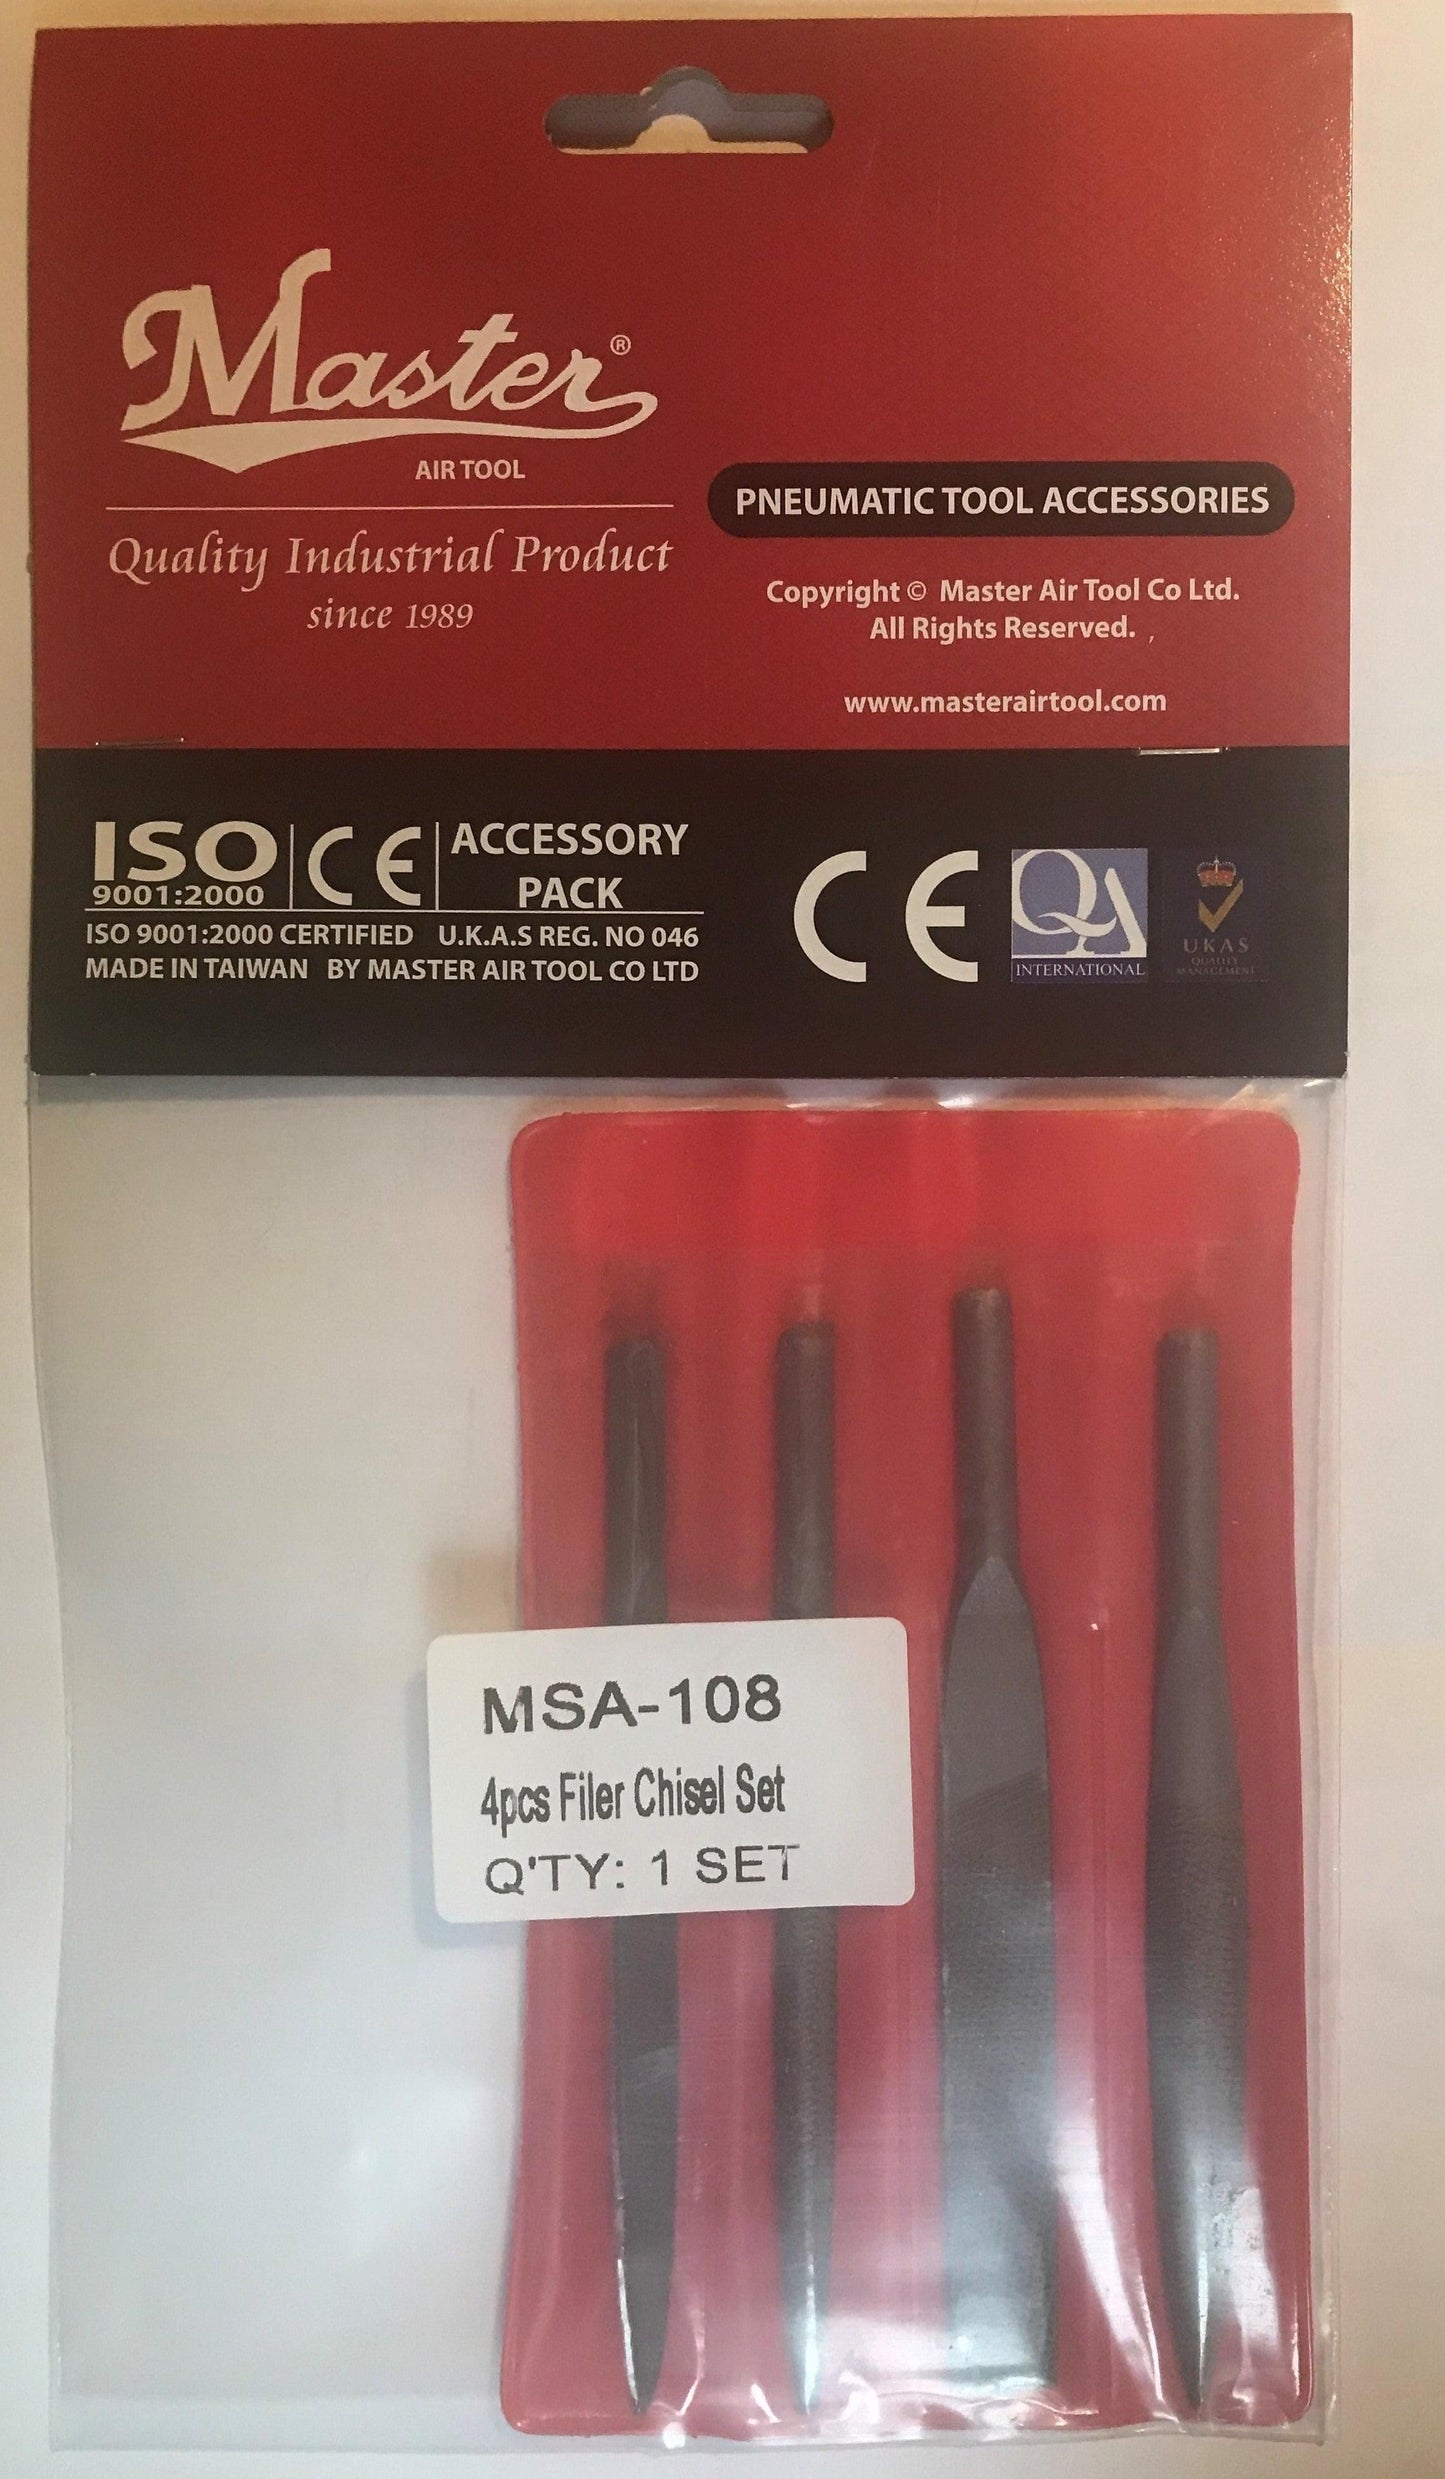 Master®
AIR TOOL
Quality Industrial Product
since 1989
PNEUMATIC TOOL ACCESSORIES
Copyright © Master Air Tool Co Ltd.
All Rights Reserved. ,
www.masterairtool.com
ISO
9001:2000
CE
ACCESSORY
PACK
ISO 9001:2000 CERTIFIED U.K.A.S REG. NO 046
MADE IN TAIWAN BY MASTER AIR TOOL CO LTD
CE
QA
INTERNATIONAL
UKAS
QUALITY
MANAGEMENT
MSA-108
4pcs Filer Chisel Set
Q'TY: 1 SET